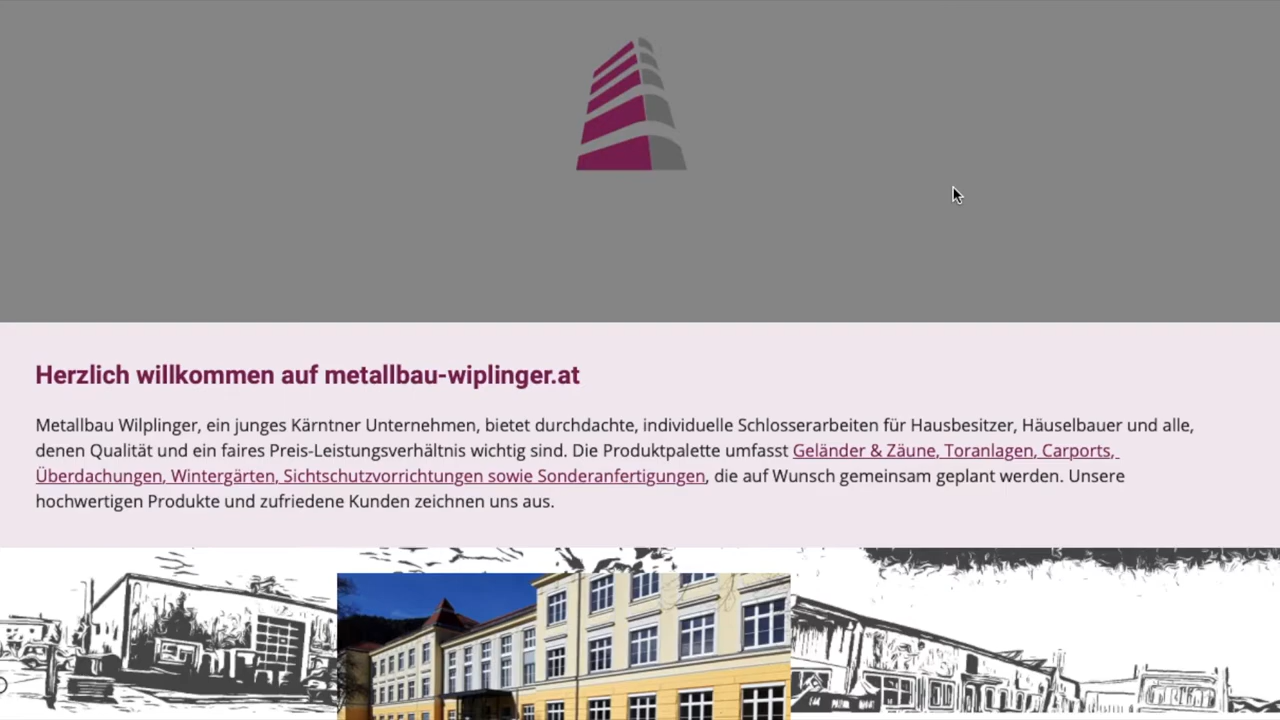 Herzlich willkommen auf metallbau-wiplinger.at
Metallbau Wilplinger, ein junges Kärntner Unternehmen, bietet durchdachte, individuelle Schlosserarbeiten für Hausbesitzer, Häuselbauer und alle,
denen Qualität und ein faires Preis-Leistungsverhältnis wichtig sind. Die Produktpalette umfasst Geländer & Zäune, Toranlagen, Carports,
Überdachungen, Wintergärten, Sichtschutzvorrichtungen sowie Sonderanfertigungen, die auf Wunsch gemeinsam geplant werden. Unsere
hochwertigen Produkte und zufriedene Kunden zeichnen uns aus.